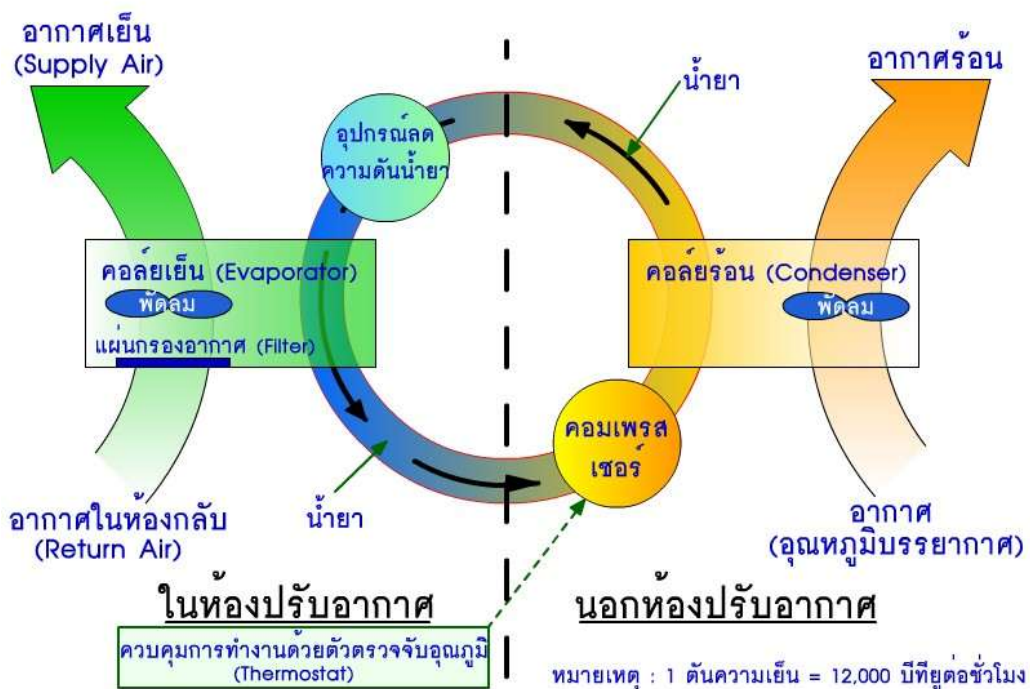 อากาศเย็น
(Supply Air)
อากาศร้อน
น้ำยา
อุปกรณ์ลด
ความดันน้ำยา
คอล์ยเย็น (Evaporator)
พัดลม
แผ่นกรองอากาศ (Filter)
คอล์ยร้อน (Condenser)
พัดลม
คอมเพรส
เซอร์
อากาศในห้องกลับ
(Return Air)
น้ำยา
อากาศ
(อุณหภูมิบรรยากาศ)
ในห้องปรับอากาศ
นอกห้องปรับอากาศ
ควบคุมการทำงานด้วยตัวตรวจจับอุณภูมิ
(Thermostat)
หมายเหตุ : 1 ตันความเย็น = 12,000 บีทียูต่อชั่วโมง